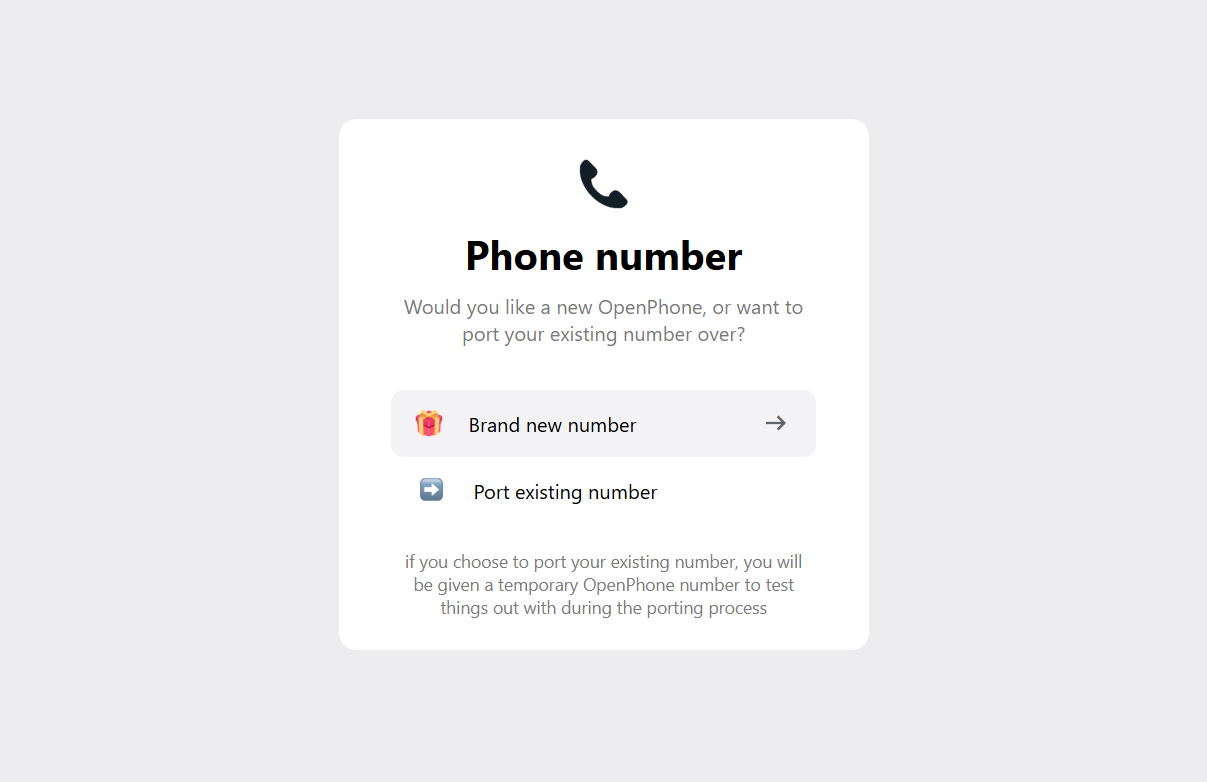 Phone number
Would you like a new OpenPhone, or want to
port your existing number over?
Brand new number
Port existing number
if you choose to port your existing number, you will
be given a temporary OpenPhone number to test
things out with during the porting process